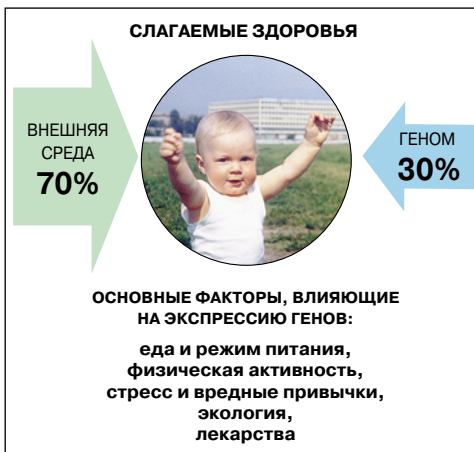 СЛАГАЕМЫЕ ЗДОРОВЬЯ
ВНЕШНЯЯ
СРЕДА
70%
ГЕНОМ
30%
ОСНОВНЫЕ ФАКТОРЫ, ВЛИЯЮЩИЕ
НА ЭКСПРЕССИЮ ГЕНОВ:
еда и режим питания,
физическая активность,
стресс и вредные привычки,
экология,
лекарства